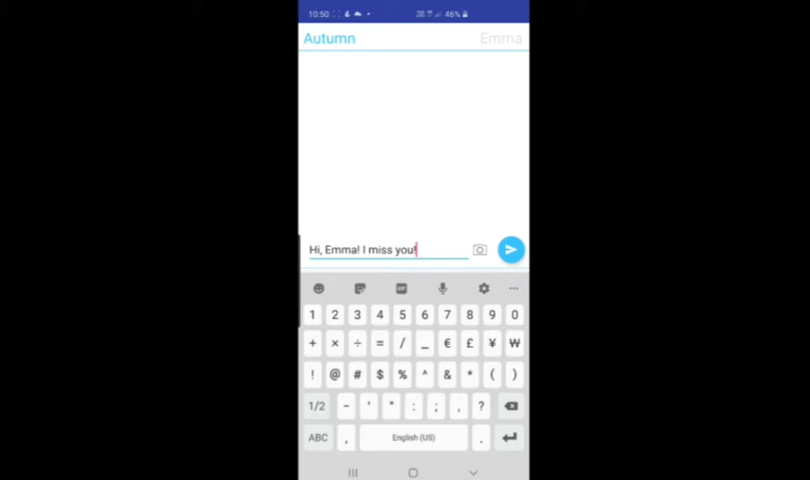 10:50 46%
Autumn Emma
Hi, Emma! I miss you!
GIF
1 2 3 4 5 6 7 8 9 0
+ × ÷ = / _ € £ ¥ ₩
! @ # $ % ^ & * ( )
1/2 - ' " : ; , ?
ABC , English (US) .